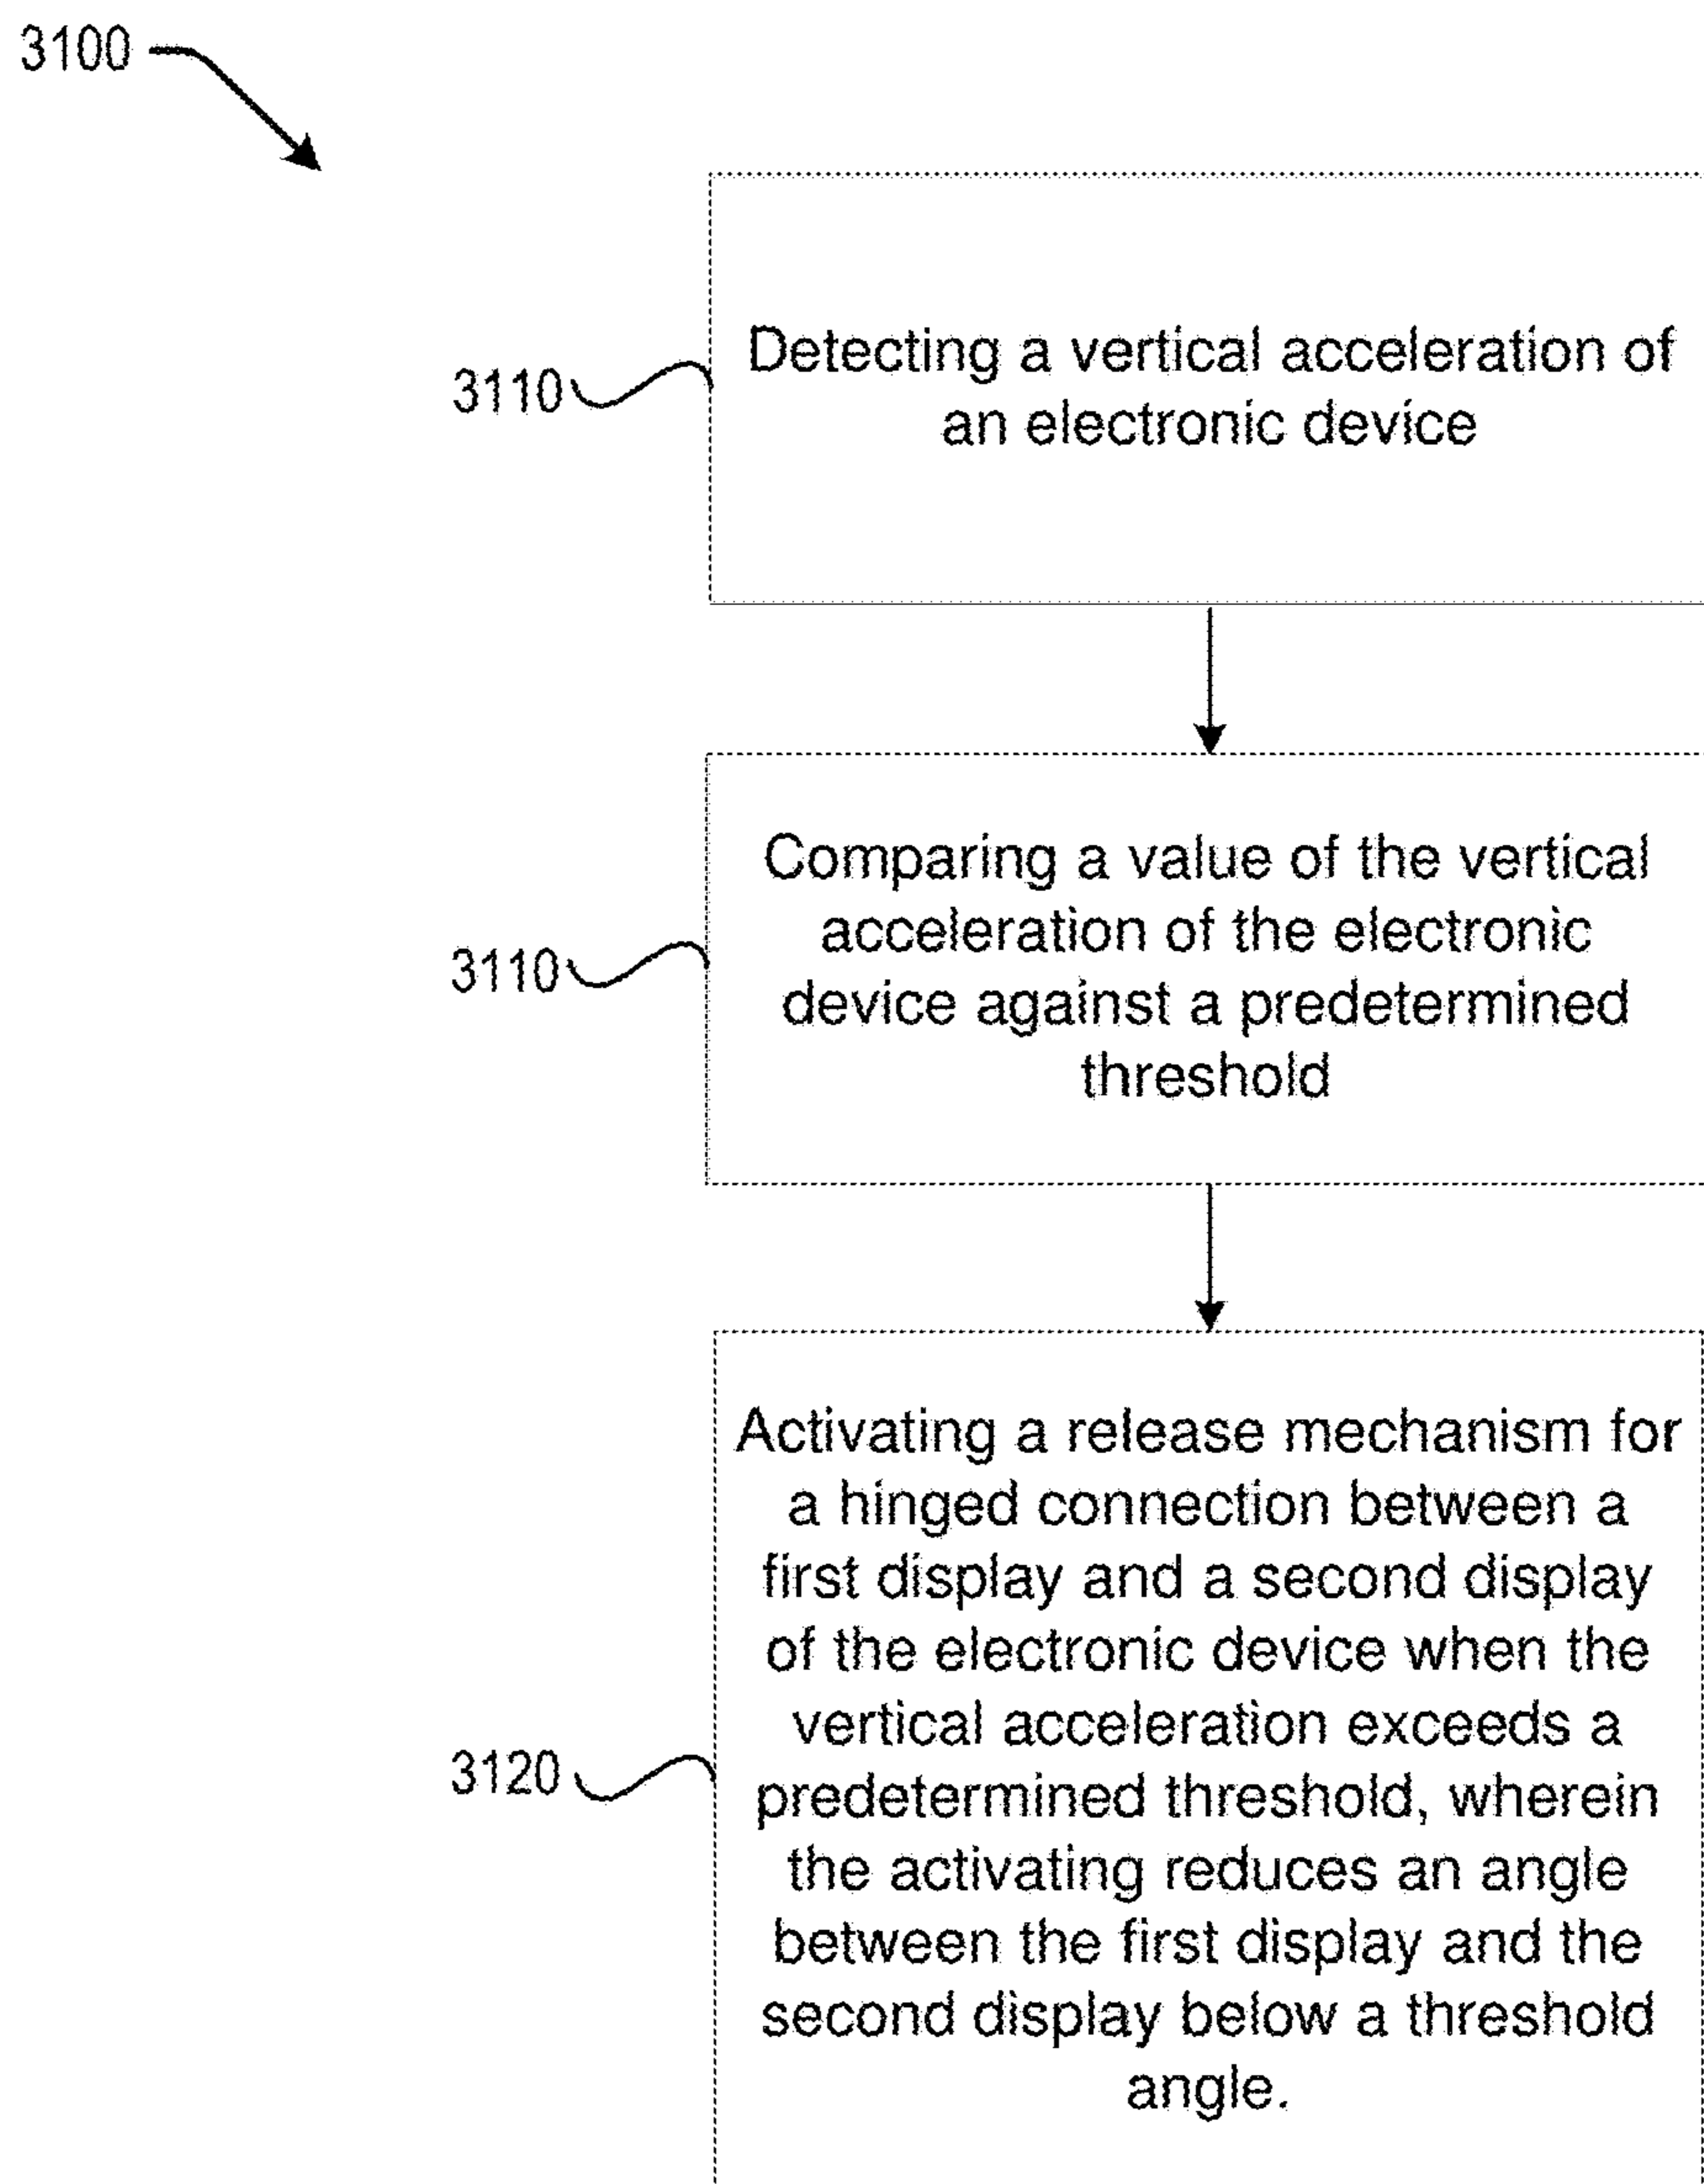 3100
3110
Detecting a vertical acceleration of
an electronic device
3110
Comparing a value of the vertical
acceleration of the electronic
device against a predetermined
threshold
3120
Activating a release mechanism for
a hinged connection between a
first display and a second display
of the electronic device when the
vertical acceleration exceeds a
predetermined threshold, wherein
the activating reduces an angle
between the first display and the
second display below a threshold
angle.